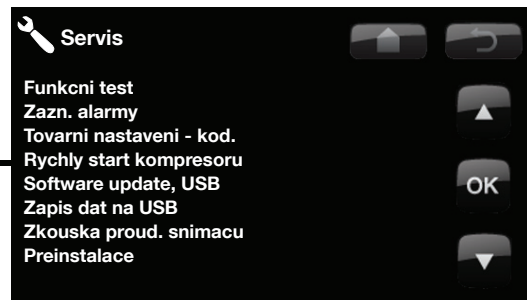 Servis
Funkcni test
Zazn. alarmy
Tovarni nastaveni - kod.
Rychly start kompresoru
Software update, USB
OK
Zapis dat na USB
Zkouska proud. snimacu
Preinstalace